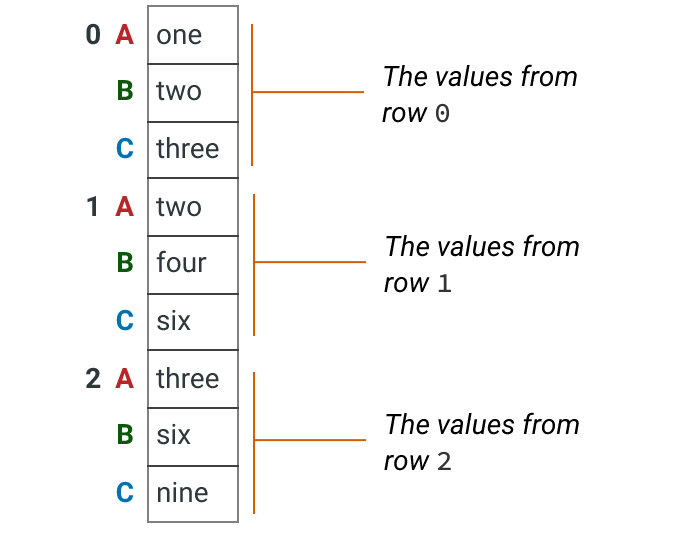 0 A one
B two
C three
The values from
row 0
1 A two
B four
C six
The values from
row 1
2 A three
B six
C nine
The values from
row 2